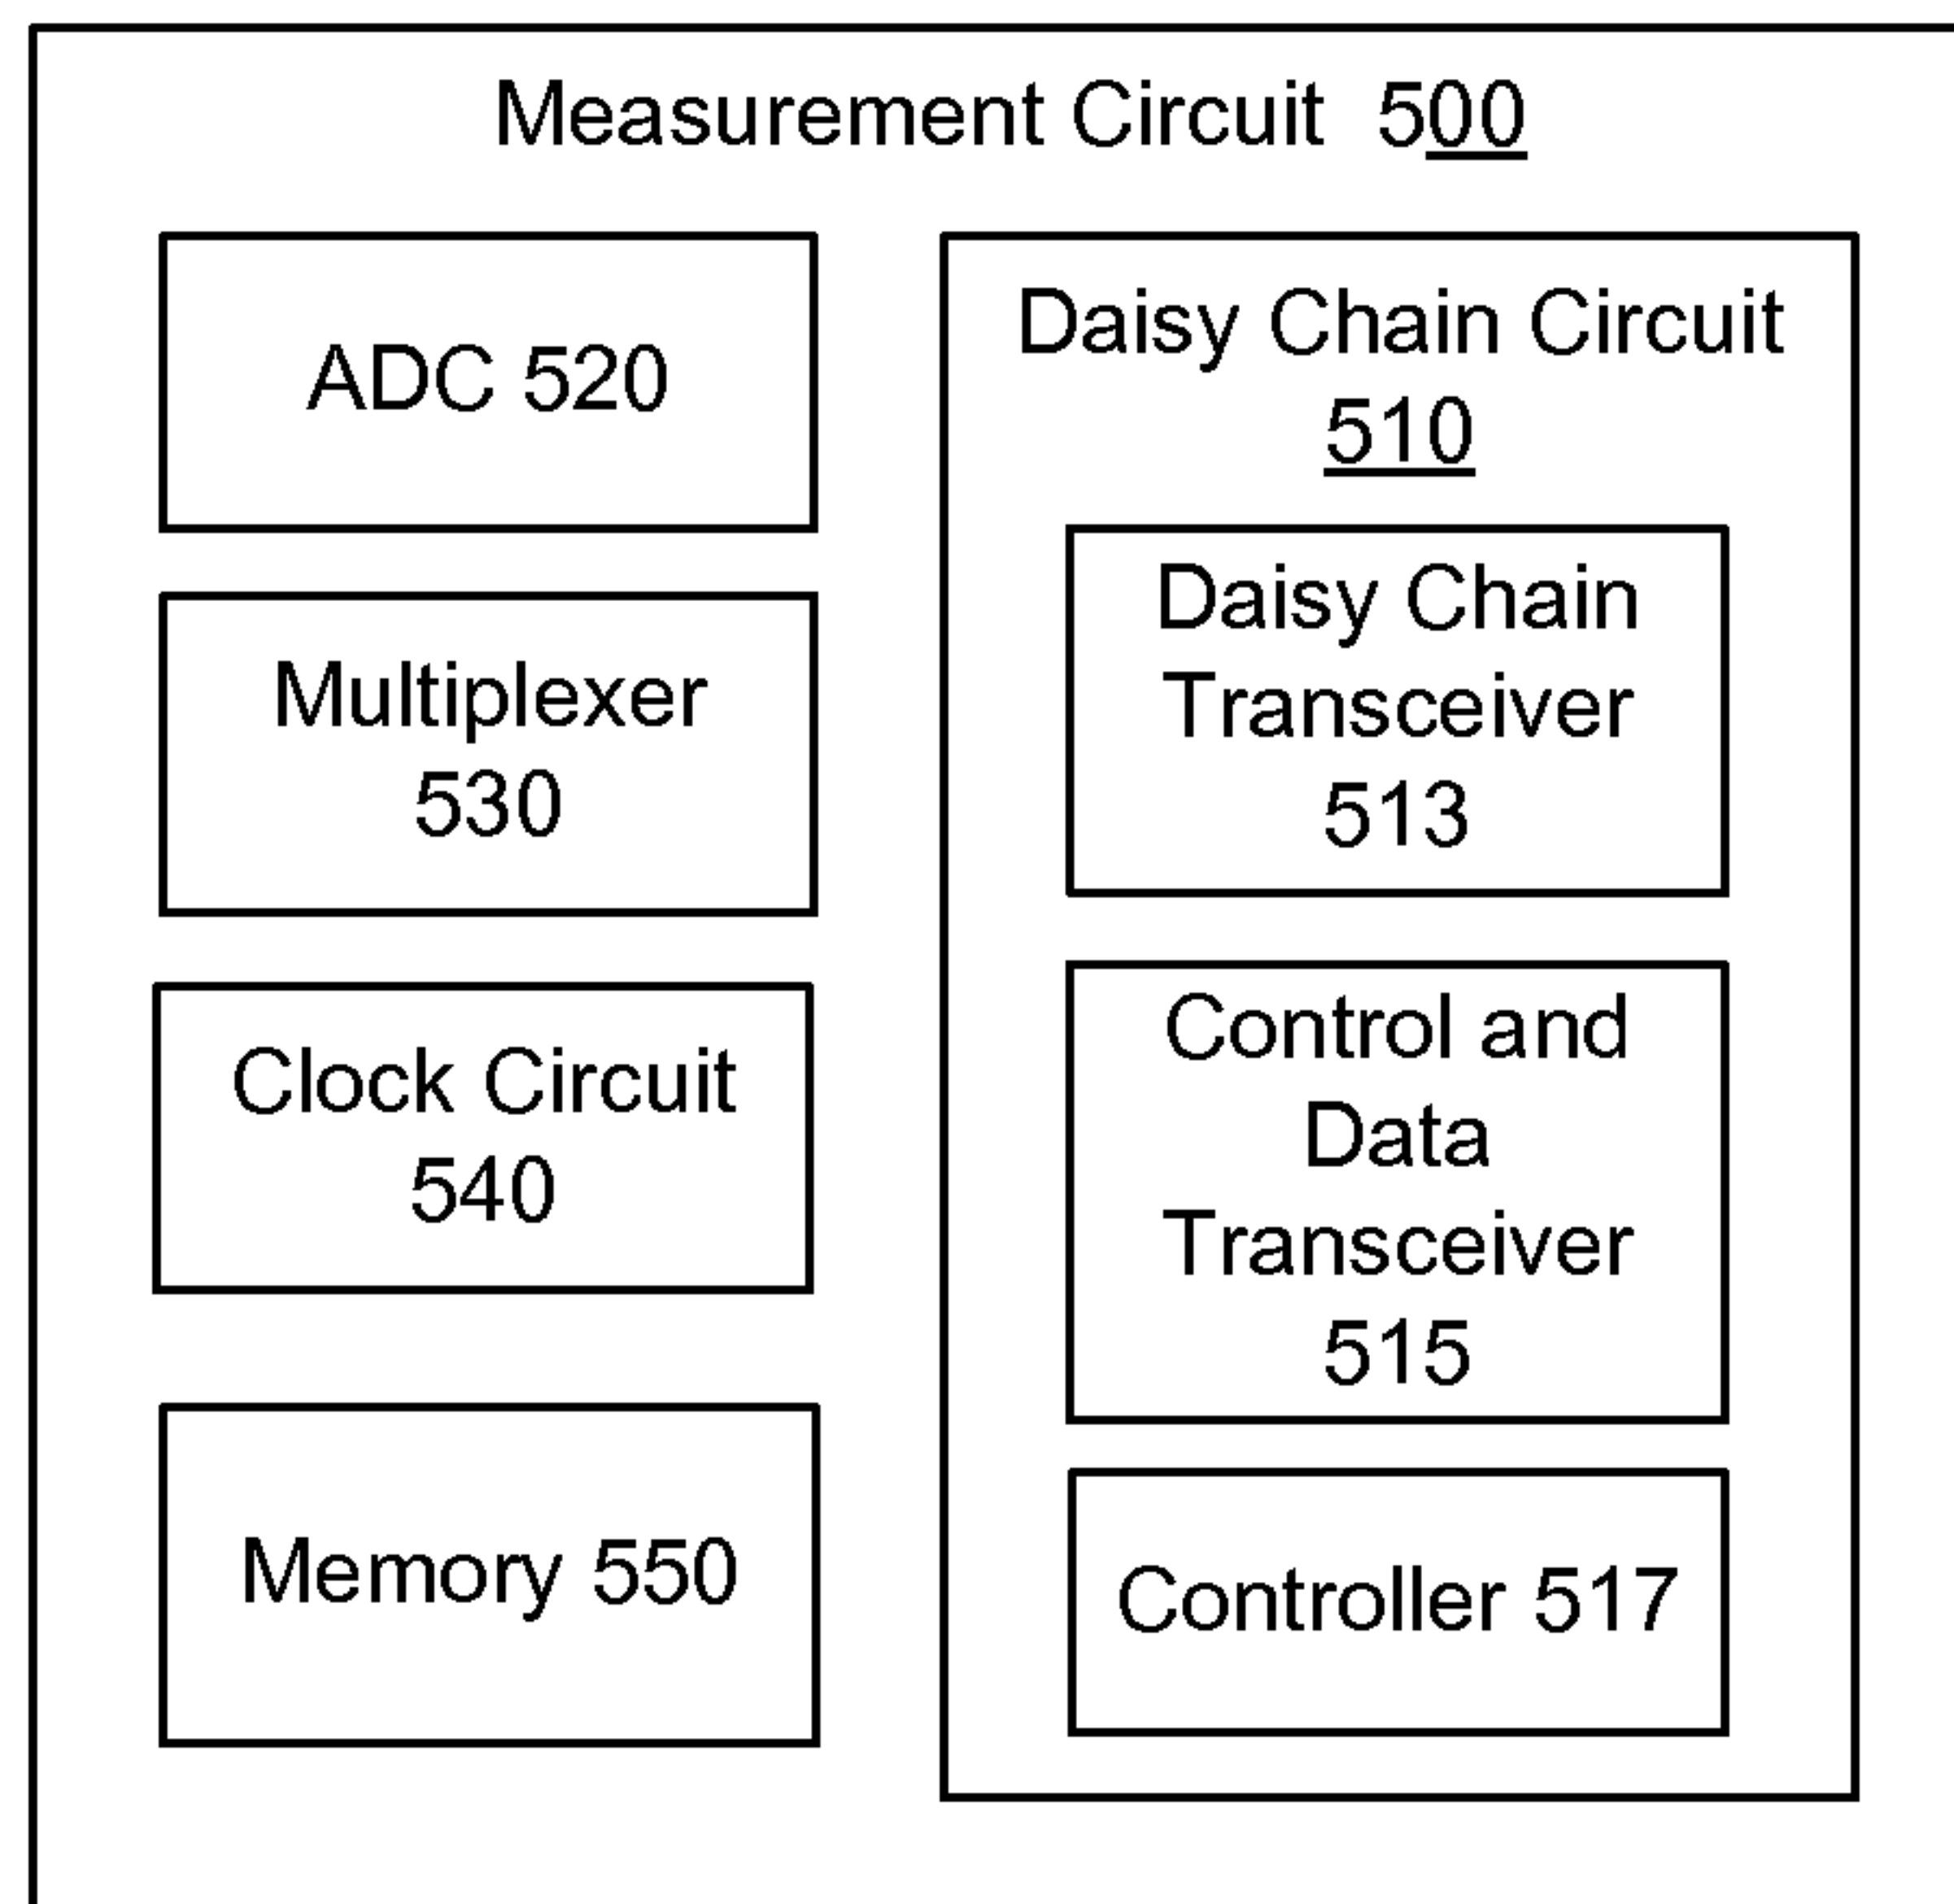 Measurement Circuit 500
ADC 520
Multiplexer
530
Clock Circuit
540
Memory 550
Daisy Chain Circuit
510
Daisy Chain
Transceiver
513
Control and
Data
Transceiver
515
Controller 517